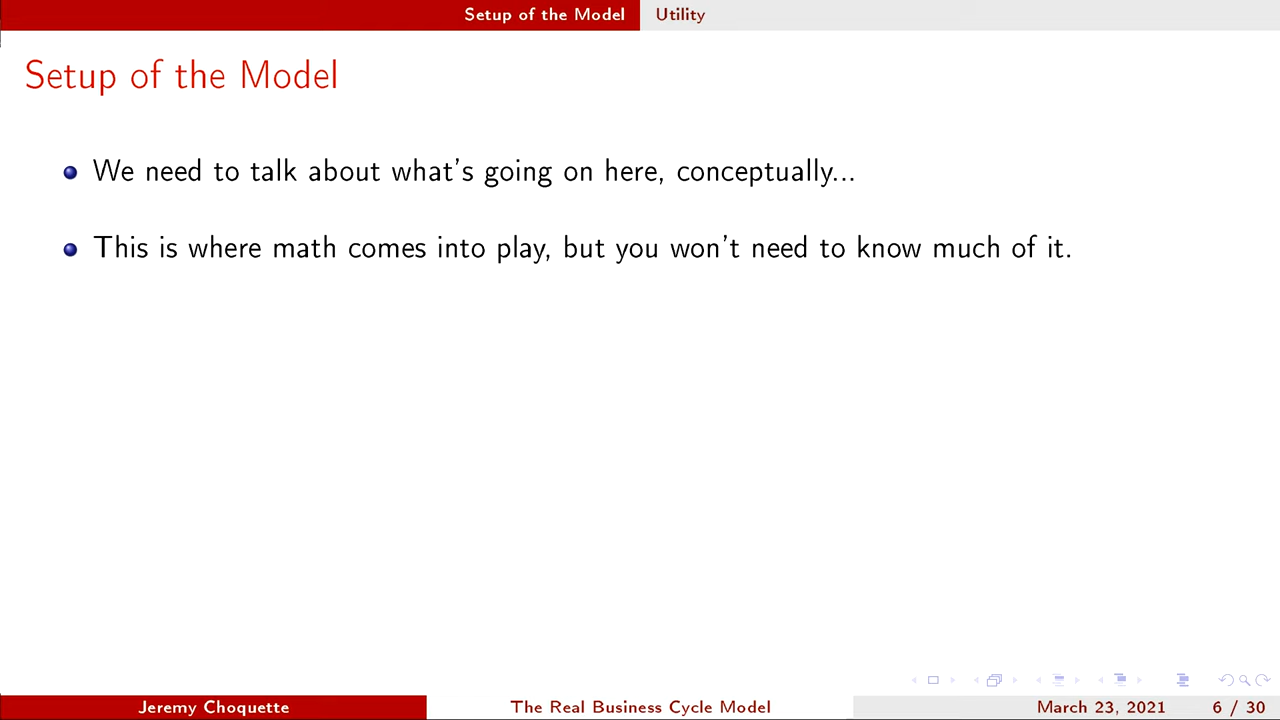 Setup of the Model Utility
Setup of the Model
We need to talk about what's going on here, conceptually...
This is where math comes into play, but you won't need to know much of it.
Jeremy Choquette The Real Business Cycle Model March 23, 2021 6 / 30